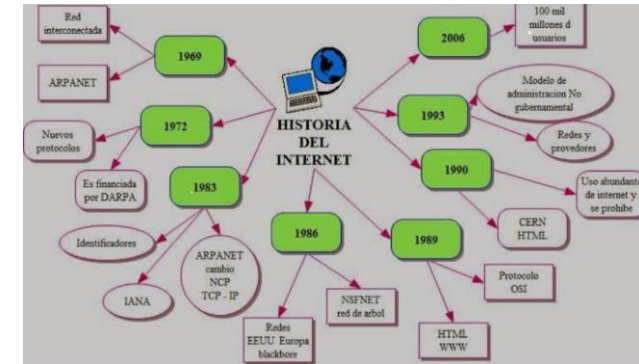 HISTORIA
DEL
INTERNET
1969
Red
interconectada
ARPANET
1972
Nuevos
protocolos
Es financiada
por DARPA
1983
Identificadores
IANA
ARPANET
cambio
NCP
TCP - IP
1986
Redes
EEUU Europa
blackbore
NSFNET
red de arbol
1989
HTML
WWW
Protocolo
OSI
1990
CERN
HTML
Uso abundante
de internet y
se prohibe
1993
Modelo de
administracion No
gubernamental
Redes y
provedores
2006
100 mil
millones d
usuarios